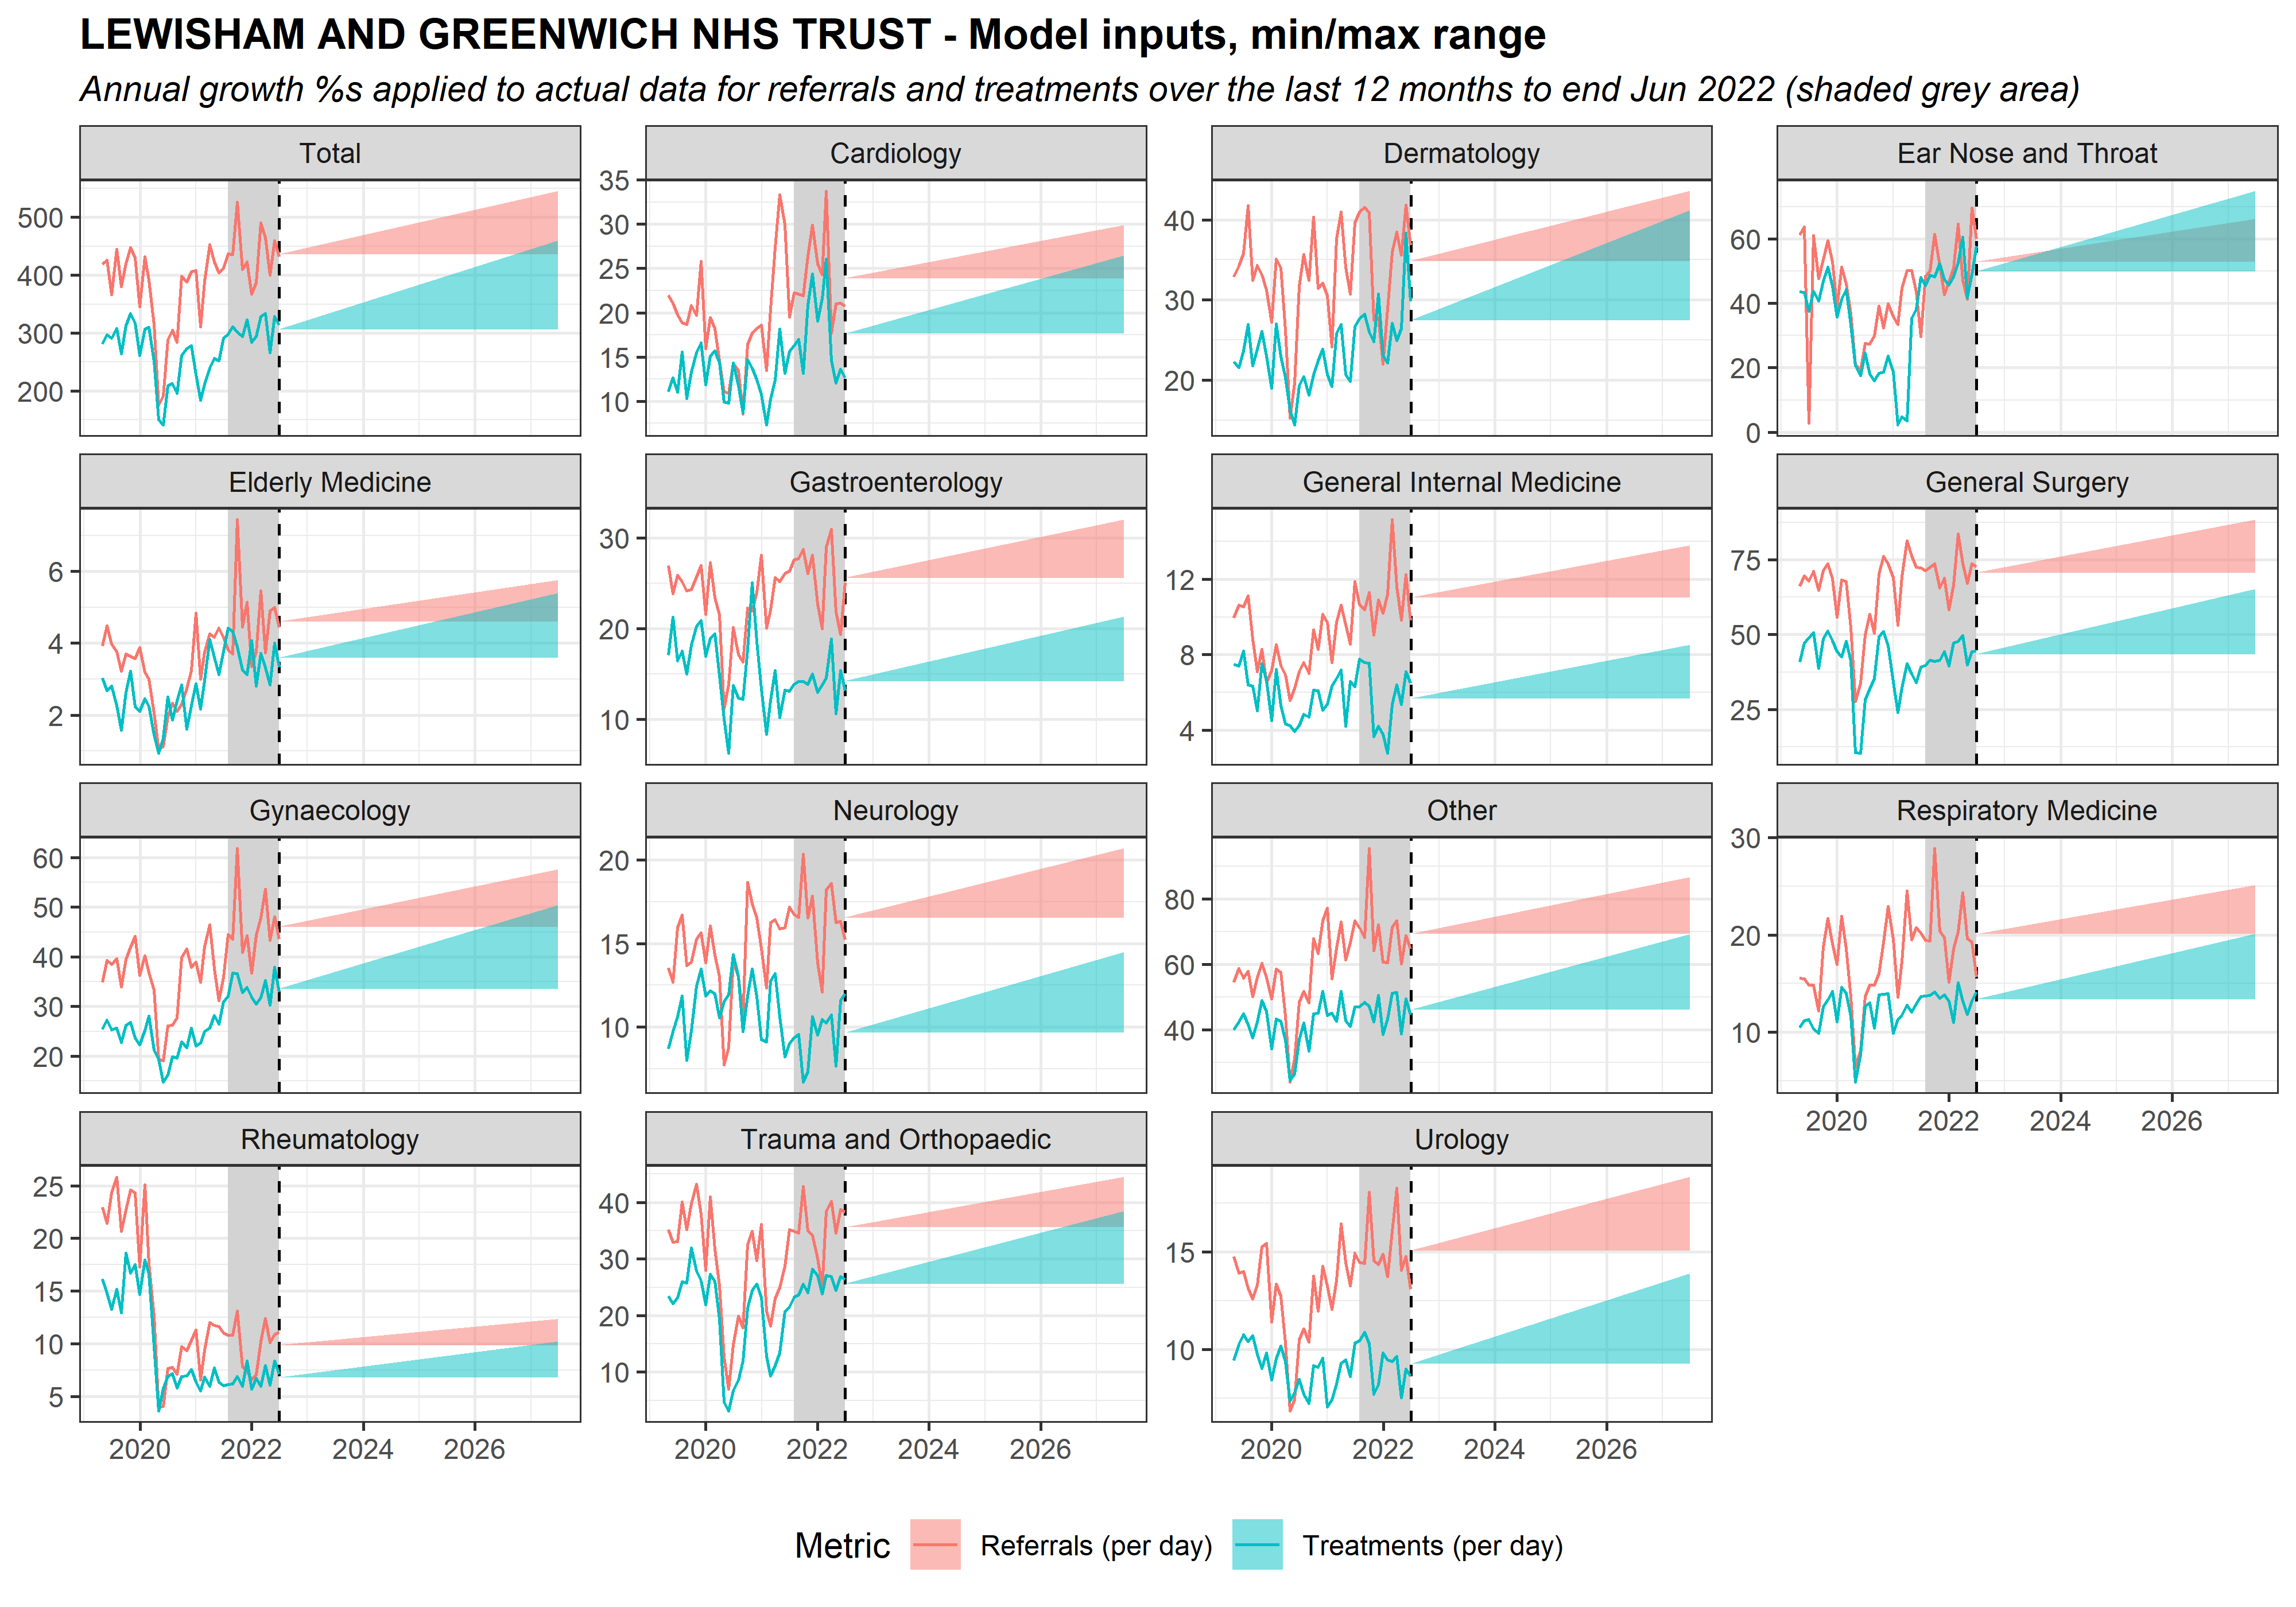 LEWISHAM AND GREENWICH NHS TRUST - Model inputs, min/max range
Annual growth %s applied to actual data for referrals and treatments over the last 12 months to end Jun 2022 (shaded grey area)
Total
500
400
300
200
Cardiology
35
30
25
20
15
10
Dermatology
40
30
20
Ear Nose and Throat
60
40
20
0
Elderly Medicine
6
4
2
Gastroenterology
30
20
10
General Internal Medicine
12
8
4
General Surgery
75
50
25
Gynaecology
60
50
40
30
20
Neurology
20
15
10
Other
80
60
40
Respiratory Medicine
30
20
10
2020 2022 2024 2026
Rheumatology
25
20
15
10
5
2020 2022 2024 2026
Trauma and Orthopaedic
40
30
20
10
2020 2022 2024 2026
Urology
15
10
2020 2022 2024 2026
Metric Referrals (per day) Treatments (per day)